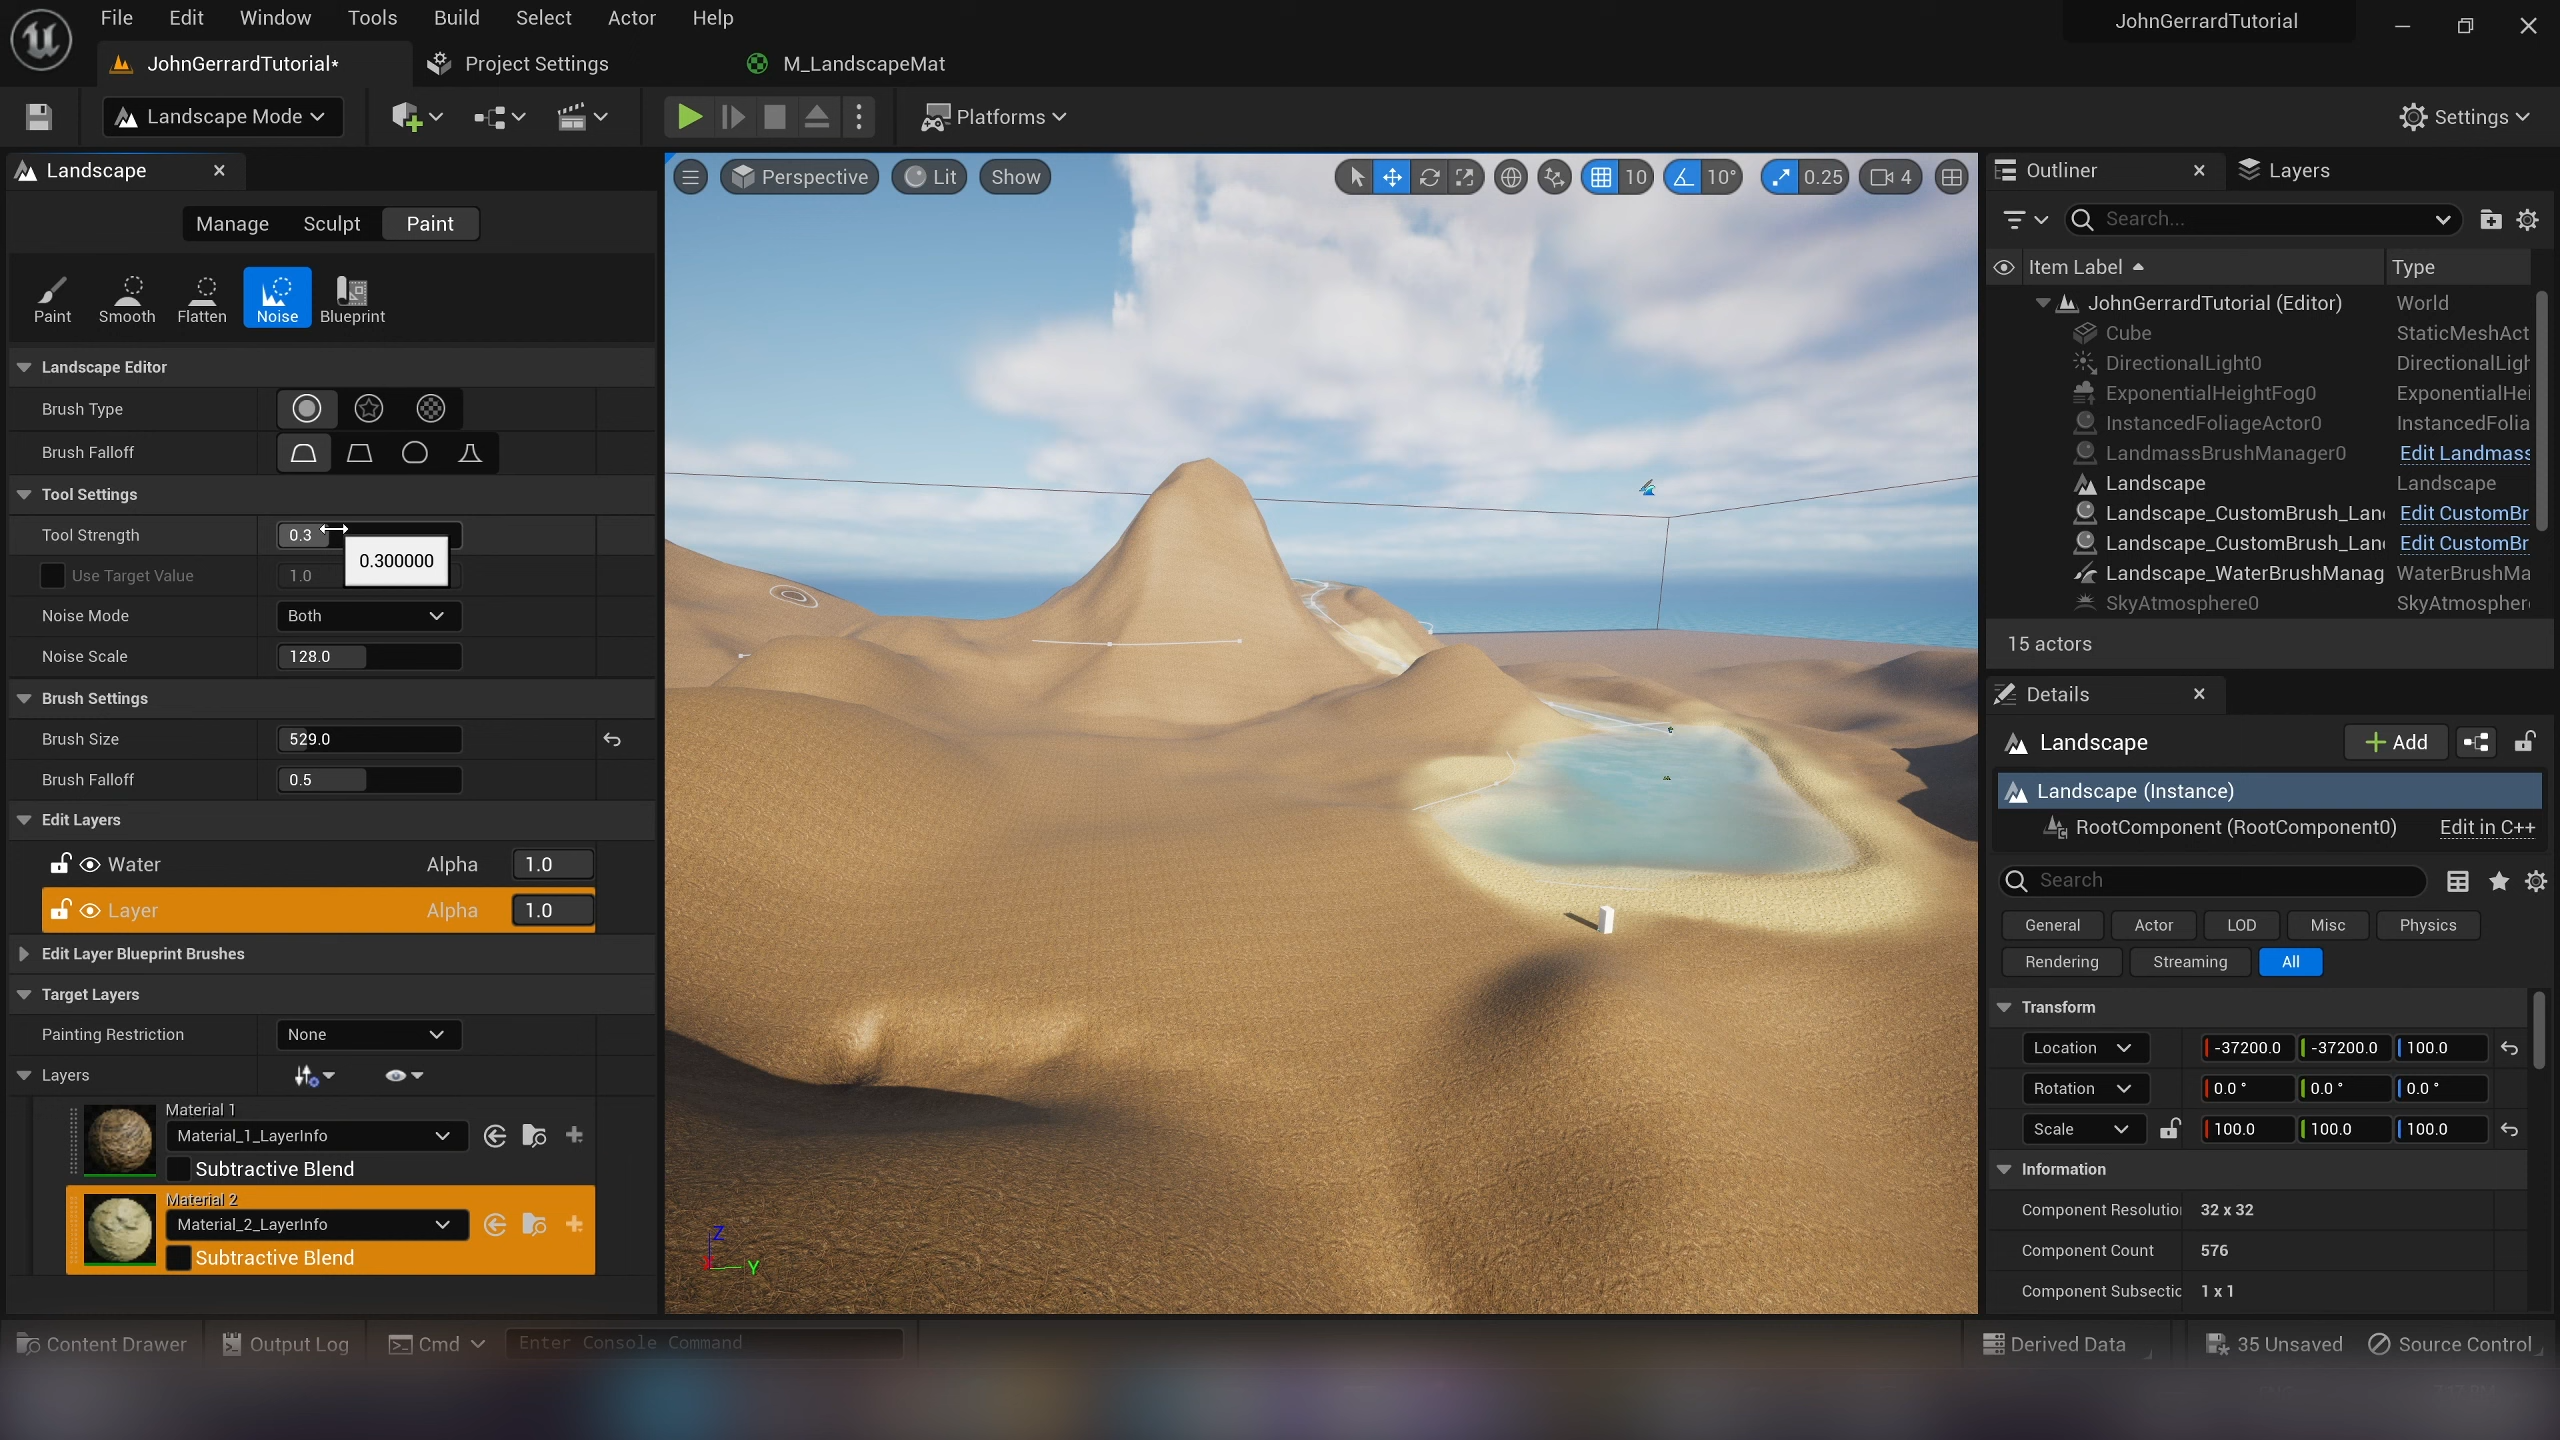 File Edit Window Tools Build Select Actor Help
JohnGerrardTutorial
JohnGerrardTutorial* Project Settings M_LandscapeMat
Landscape Mode Platforms Settings
Landscape
Manage Sculpt Paint
Paint Smooth Flatten Noise Blueprint
Landscape Editor
Brush Type
Brush Falloff
Tool Settings
Tool Strength 0.3
0.300000
Use Target Value 1.0
Noise Mode Both
Noise Scale 128.0
Brush Settings
Brush Size 529.0
Brush Falloff 0.5
Edit Layers
Water Alpha 1.0
Layer Alpha 1.0
Edit Layer Blueprint Brushes
Target Layers
Painting Restriction None
Layers
Material 1
Material_1_LayerInfo
Subtractive Blend
Material 2
Material_2_LayerInfo
Subtractive Blend
Perspective Lit Show 10 10° 0.25 4
Z
Y
Outliner Layers
Search...
Item Label Type
JohnGerrardTutorial (Editor) World
Cube StaticMeshAct
DirectionalLight0 DirectionalLigh
ExponentialHeightFog0 ExponentialHei
InstancedFoliageActor0 InstancedFolia
LandmassBrushManager0 Edit Landmass
Landscape Landscape
Landscape_CustomBrush_Lan Edit CustomBr
Landscape_CustomBrush_Lan Edit CustomBr
Landscape_WaterBrushManag WaterBrushMa
SkyAtmosphere0 SkyAtmospher
15 actors
Details
Landscape Add
Landscape (Instance)
RootComponent (RootComponent0) Edit in C++
Search
General Actor LOD Misc Physics
Rendering Streaming All
Transform
Location -37200.0 -37200.0 100.0
Rotation 0.0 ° 0.0 ° 0.0 °
Scale 100.0 100.0 100.0
Information
Component Resolutio 32 x 32
Component Count 576
Component Subsectic 1 x 1
Content Drawer Output Log Cmd Enter Console Command Derived Data 35 Unsaved Source Control